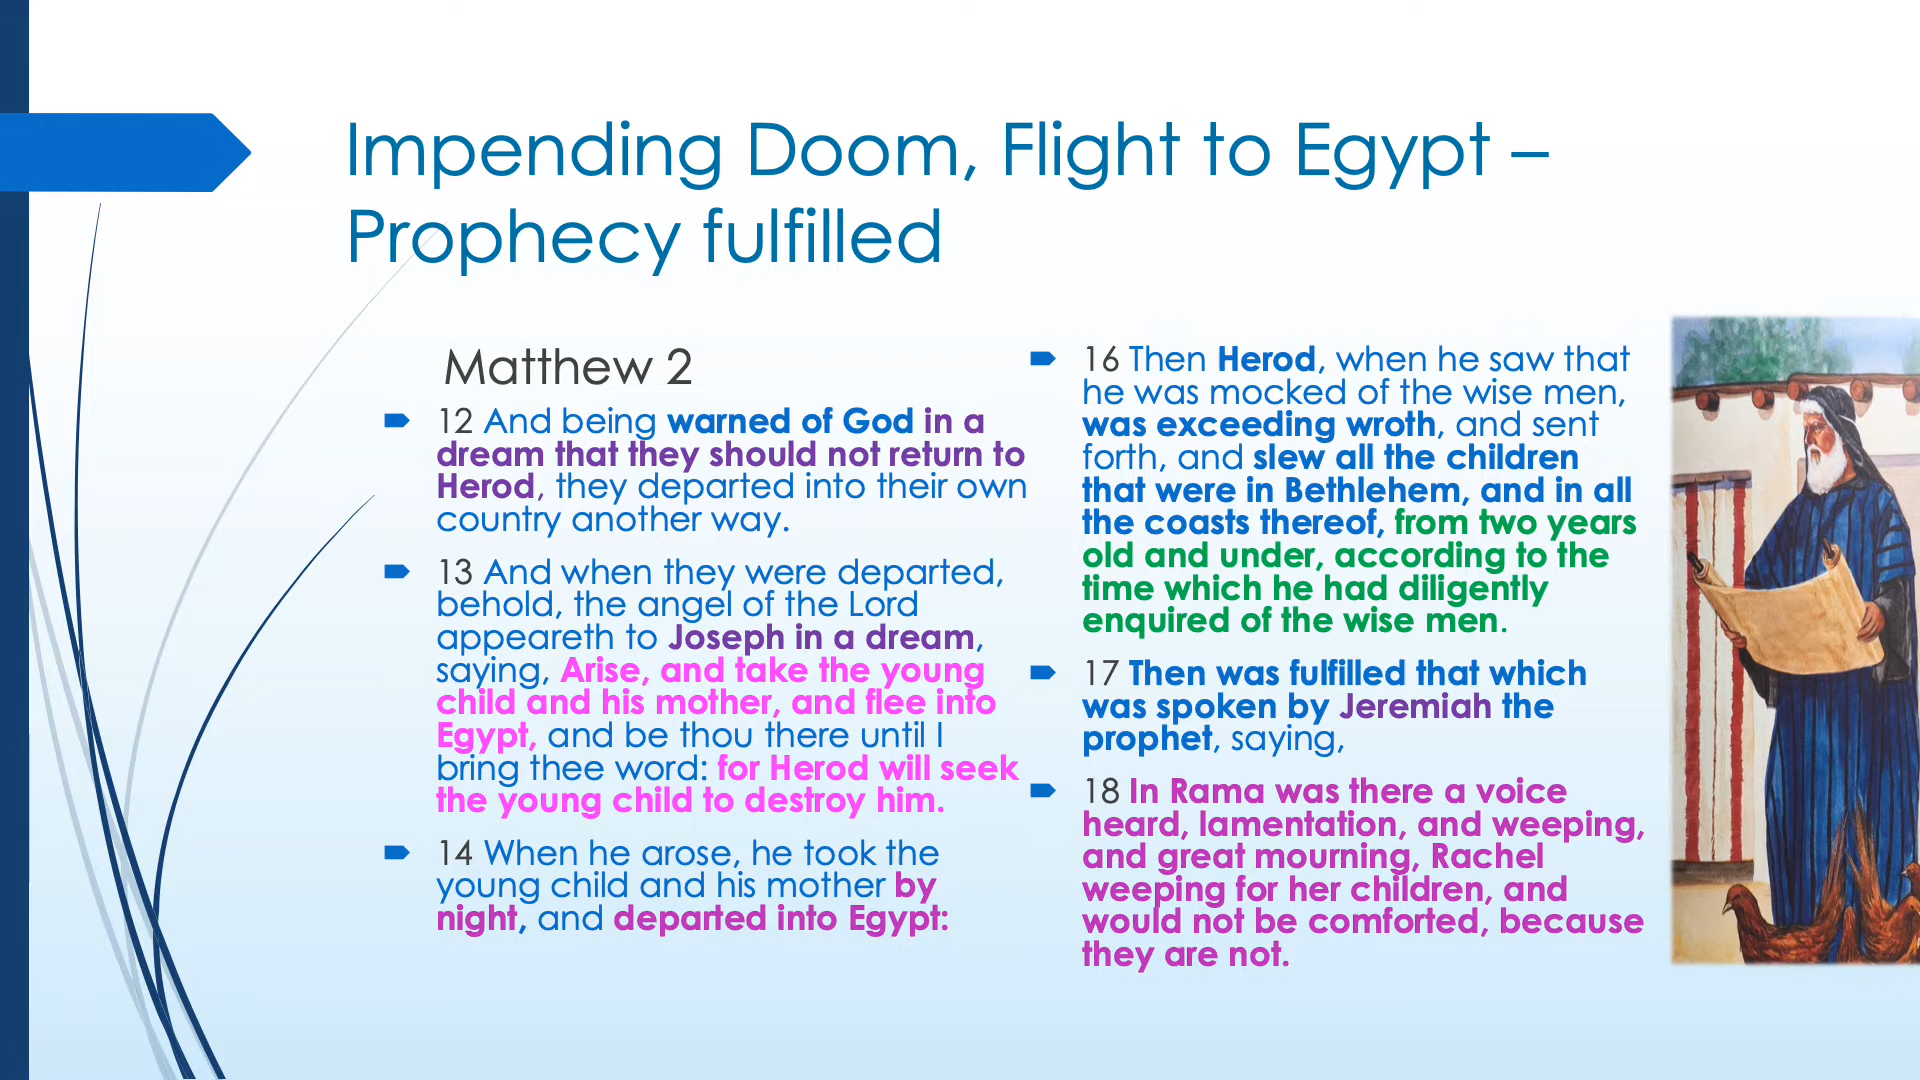 Impending Doom, Flight to Egypt –
Prophecy fulfilled
Matthew 2
12 And being warned of God in a
dream that they should not return to
Herod, they departed into their own
country another way.
13 And when they were departed,
behold, the angel of the Lord
appeareth to Joseph in a dream,
saying, Arise, and take the young
child and his mother, and flee into
Egypt, and be thou there until I
bring thee word: for Herod will seek
the young child to destroy him.
14 When he arose, he took the
young child and his mother by
night, and departed into Egypt:
16 Then Herod, when he saw that
he was mocked of the wise men,
was exceeding wroth, and sent
forth, and slew all the children
that were in Bethlehem, and in all
the coasts thereof, from two years
old and under, according to the
time which he had diligently
enquired of the wise men.
17 Then was fulfilled that which
was spoken by Jeremiah the
prophet, saying,
18 In Rama was there a voice
heard, lamentation, and weeping,
and great mourning, Rachel
weeping for her children, and
would not be comforted, because
they are not.